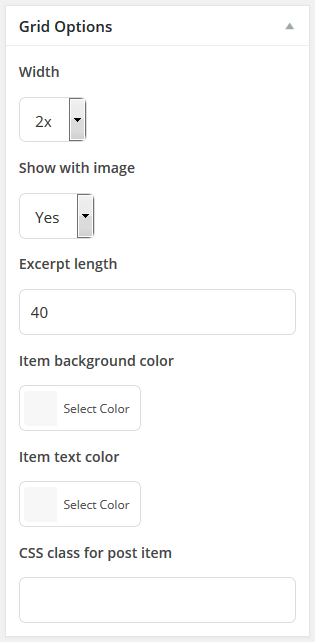 Grid Options
Width
2x
Show with image
Yes
Excerpt length
40
Item background color
Select Color
Item text color
Select Color
CSS class for post item